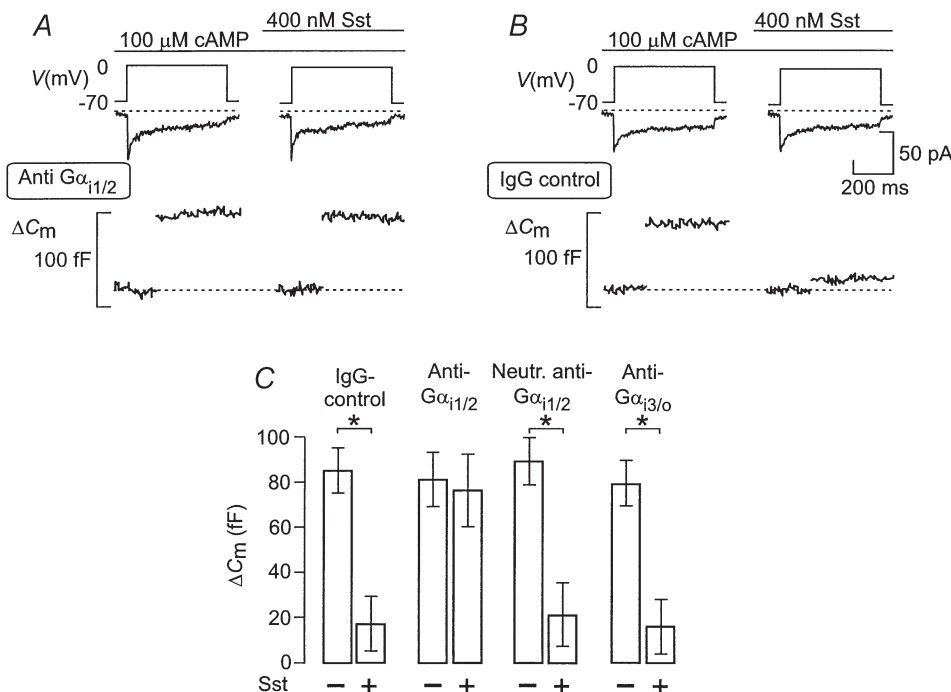 A
400 nM Sst
100 μM cAMP
V(mV)
0
-70
Anti Gαi1/2
ΔCm
100 fF
B
400 nM Sst
100 μM cAMP
V(mV)
0
-70
50 pA
200 ms
IgG control
ΔCm
100 fF
C
IgG-
control
Anti-
Gαi1/2
Neutr. anti-
Gαi1/2
Anti-
Gαi3/o
* * *
ΔCm (fF)
100
80
60
40
20
0
Sst − + − + − + − +